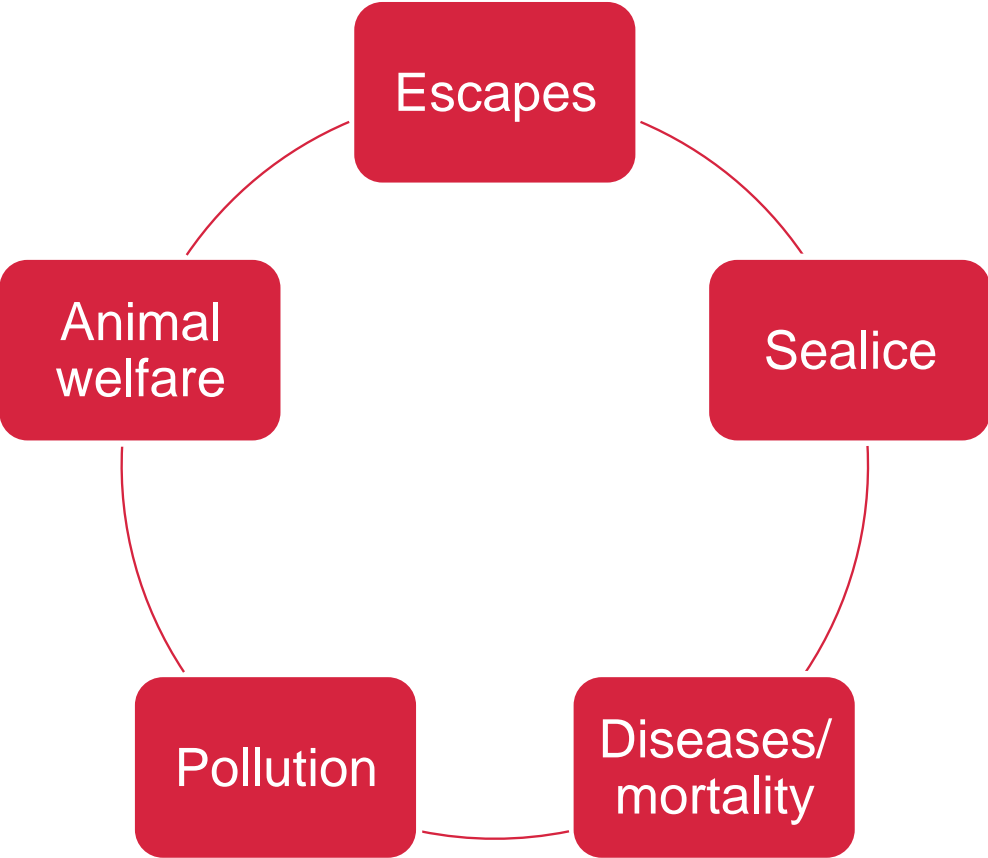 Escapes
Sealice
Diseases/
mortality
Pollution
Animal
welfare